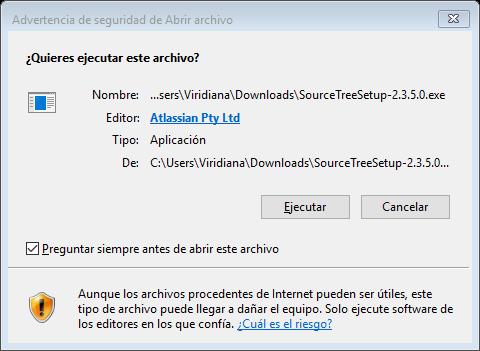 Advertencia de seguridad de Abrir archivo
¿Quieres ejecutar este archivo?
Nombre: ...sers\Viridiana\Downloads\SourceTreeSetup-2.3.5.0.exe
Editor: Atlassian Pty Ltd
Tipo: Aplicación
De: C:\Users\Viridiana\Downloads\SourceTreeSetup-2.3.5.0...
Ejecutar Cancelar
Preguntar siempre antes de abrir este archivo
Aunque los archivos procedentes de Internet pueden ser útiles, este
tipo de archivo puede llegar a dañar el equipo. Solo ejecute software de
los editores en los que confía. ¿Cuál es el riesgo?